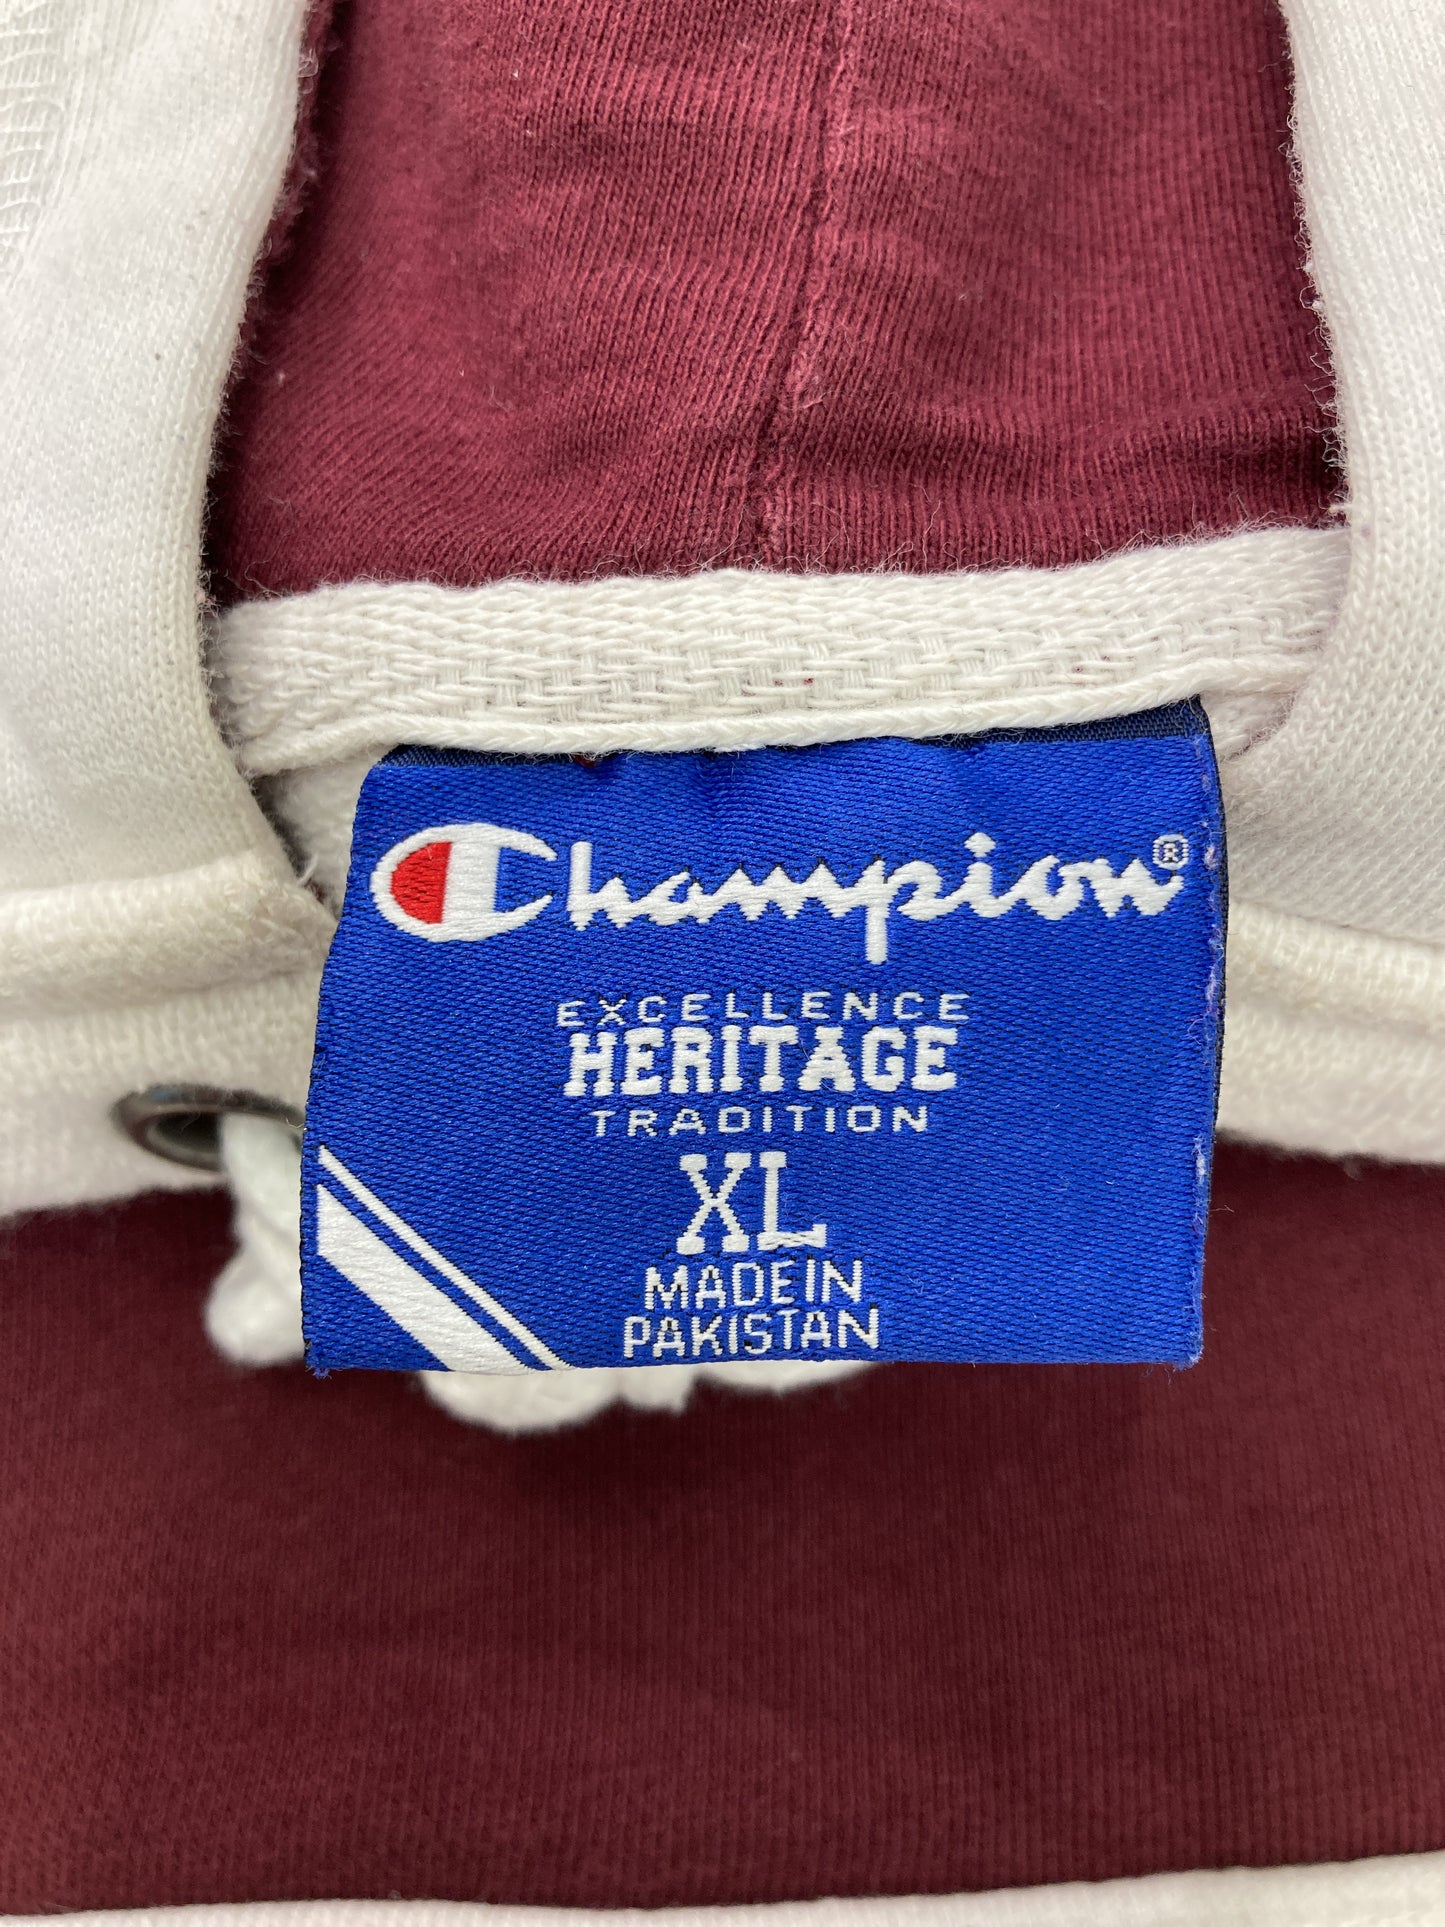 Champion®
EXCELLENCE
HERITAGE
TRADITION
XL
MADE IN
PAKISTAN